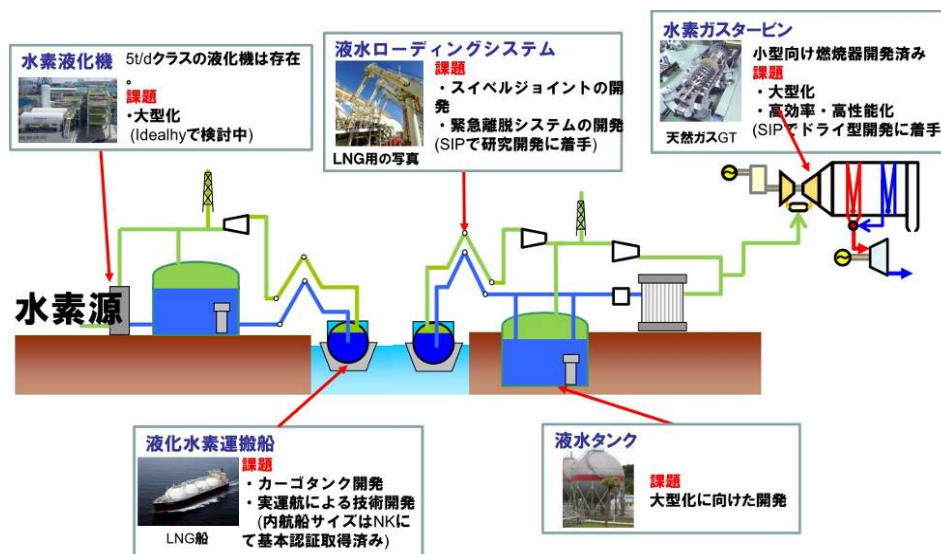 水素液化機
5t/dクラスの液化機は存在
。
課題
・大型化
(Idealhyで検討中)
液水ローディングシステム
課題
・スイベルジョイントの開
発
・緊急離脱システムの開発
(SIPで研究開発に着手)
LNG用の写真
水素ガスタービン
小型向け燃焼器開発済み
課題
・大型化
・高効率・高性能化
(SIPでドライ型開発に着手
天然ガスGT
水素源
液化水素運搬船
課題
・カーゴタンク開発
・実運航による技術開発
(内航船サイズはNKに
て基本認証取得済み)
LNG船
液水タンク
課題
大型化に向けた開発